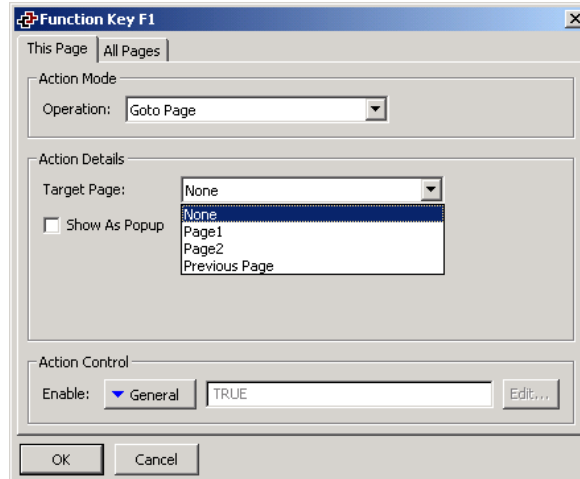 Function Key F1
This Page All Pages
Action Mode
Operation: Goto Page
Action Details
Target Page: None
None
Show As Popup Page1
Page2
Previous Page
Action Control
Enable: General TRUE Edit...
OK Cancel